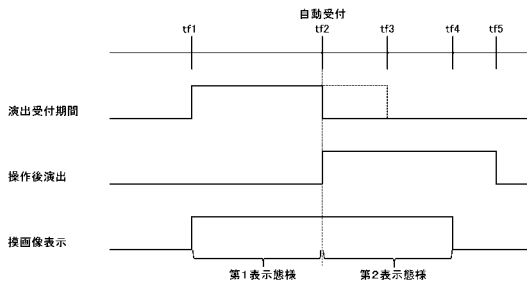 自動受付
tf1 tf2 tf3 tf4 tf5
演出受付期間
操作後演出
摸画像表示
第1表示態様 第2表示態様